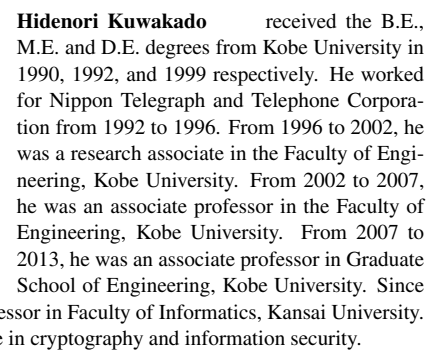 Hidenori Kuwakado received the B.E.,
M.E. and D.E. degrees from Kobe University in
1990, 1992, and 1999 respectively. He worked
for Nippon Telegraph and Telephone Corpora-
tion from 1992 to 1996. From 1996 to 2002, he
was a research associate in the Faculty of Engi-
neering, Kobe University. From 2002 to 2007,
he was an associate professor in the Faculty of
Engineering, Kobe University. From 2007 to
2013, he was an associate professor in Graduate
School of Engineering, Kobe University. Since
essor in Faculty of Informatics, Kansai University.
e in cryptography and information security.